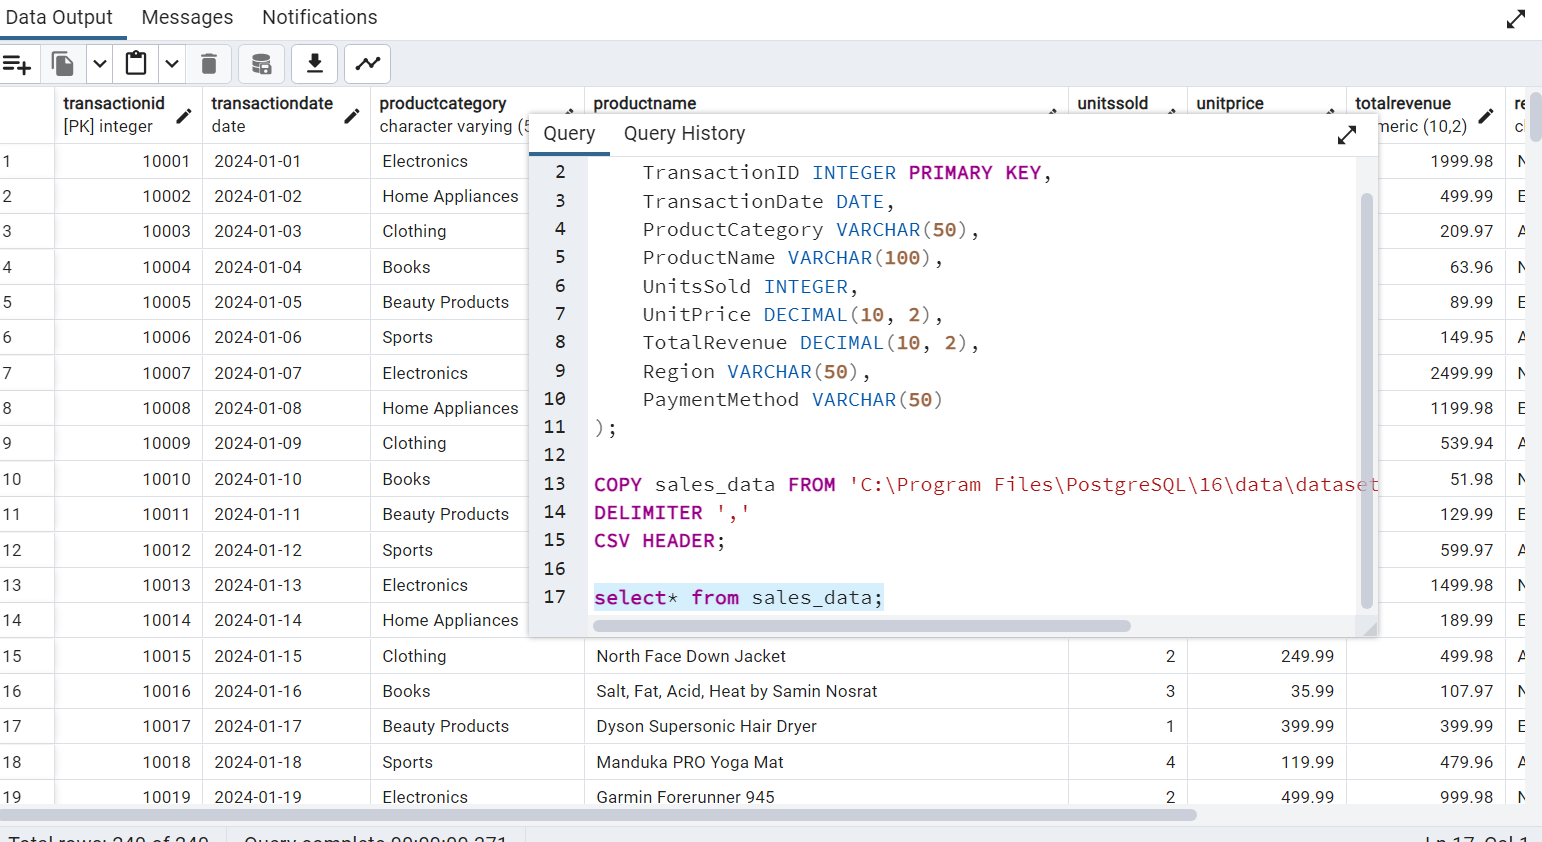 Data Output Messages Notifications
transactionid transactiondate productcategory productname unitssold unitprice totalrevenue
[PK] integer date character varying (5 meric (10,2)
Query Query History
2 TransactionID INTEGER PRIMARY KEY,
3 TransactionDate DATE,
4 ProductCategory VARCHAR(50),
5 ProductName VARCHAR(100),
6 UnitsSold INTEGER,
7 UnitPrice DECIMAL(10, 2),
8 TotalRevenue DECIMAL(10, 2),
9 Region VARCHAR(50),
10 PaymentMethod VARCHAR(50)
11 );
12
13 COPY sales_data FROM 'C:\Program Files\PostgreSQL\16\data\dataset
14 DELIMITER ','
15 CSV HEADER;
16
17 select* from sales_data;
1 10001 2024-01-01 Electronics 1999.98 N
2 10002 2024-01-02 Home Appliances 499.99 E
3 10003 2024-01-03 Clothing 209.97 A
4 10004 2024-01-04 Books 63.96 N
5 10005 2024-01-05 Beauty Products 89.99 E
6 10006 2024-01-06 Sports 149.95 A
7 10007 2024-01-07 Electronics 2499.99 N
8 10008 2024-01-08 Home Appliances 1199.98 E
9 10009 2024-01-09 Clothing 539.94 A
10 10010 2024-01-10 Books 51.98 N
11 10011 2024-01-11 Beauty Products 129.99 E
12 10012 2024-01-12 Sports 599.97 A
13 10013 2024-01-13 Electronics 1499.98 N
14 10014 2024-01-14 Home Appliances 189.99 E
15 10015 2024-01-15 Clothing North Face Down Jacket 2 249.99 499.98 A
16 10016 2024-01-16 Books Salt, Fat, Acid, Heat by Samin Nosrat 3 35.99 107.97 N
17 10017 2024-01-17 Beauty Products Dyson Supersonic Hair Dryer 1 399.99 399.99 E
18 10018 2024-01-18 Sports Manduka PRO Yoga Mat 4 119.99 479.96 A
19 10019 2024-01-19 Electronics Garmin Forerunner 945 2 499.99 999.98 N
Total rows: 240 of 240 Query complete Ln 17, Col 1